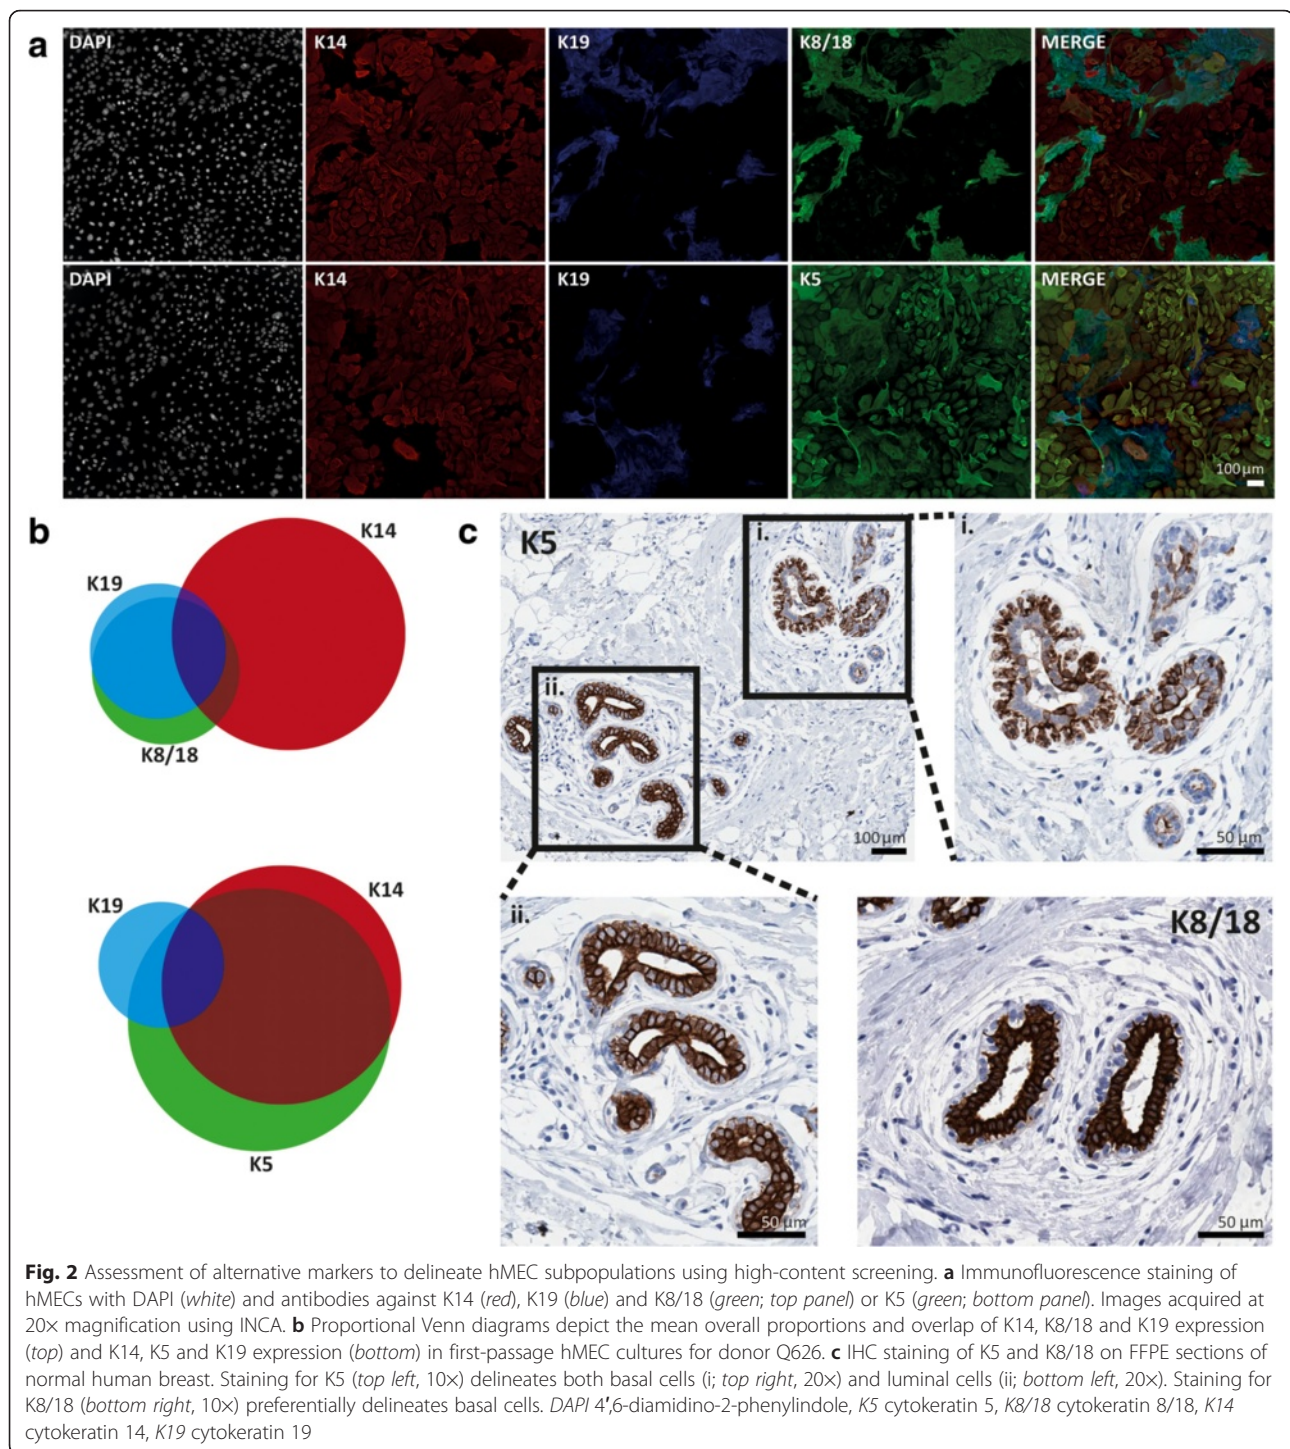 a
DAPI K14 K19 K8/18 MERGE
DAPI K14 K19 K5 MERGE
100 µm
b
K14
K19
K8/18
K14
K19
K5
c
K5
i.
ii.
100 µm
i.
50 µm
ii.
50 µm
K8/18
50 µm
Fig. 2 Assessment of alternative markers to delineate hMEC subpopulations using high-content screening. a Immunofluorescence staining of
hMECs with DAPI (white) and antibodies against K14 (red), K19 (blue) and K8/18 (green; top panel) or K5 (green; bottom panel). Images acquired at
20× magnification using INCA. b Proportional Venn diagrams depict the mean overall proportions and overlap of K14, K8/18 and K19 expression
(top) and K14, K5 and K19 expression (bottom) in first-passage hMEC cultures for donor Q626. c IHC staining of K5 and K8/18 on FFPE sections of
normal human breast. Staining for K5 (top left, 10×) delineates both basal cells (i; top right, 20×) and luminal cells (ii; bottom left, 20×). Staining for
K8/18 (bottom right, 10×) preferentially delineates basal cells. DAPI 4′,6-diamidino-2-phenylindole, K5 cytokeratin 5, K8/18 cytokeratin 8/18, K14
cytokeratin 14, K19 cytokeratin 19